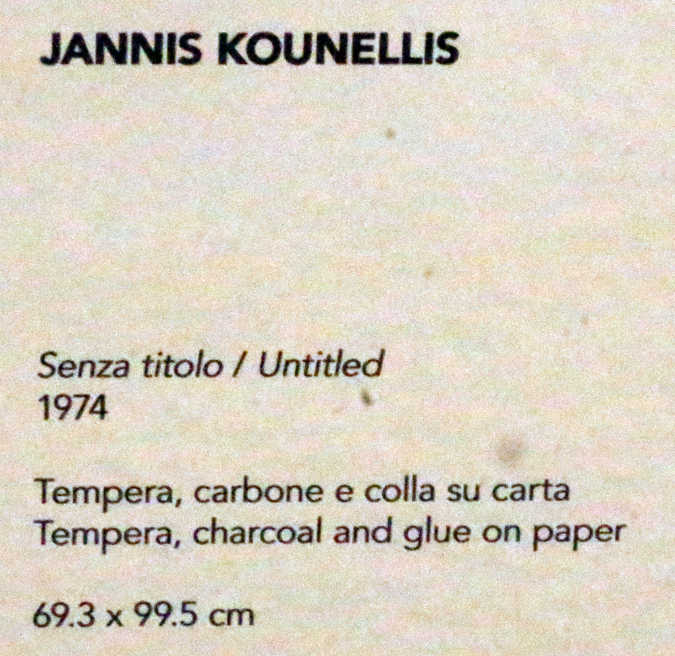 JANNIS KOUNELLIS
Senza titolo / Untitled
1974
Tempera, carbone e colla su carta
Tempera, charcoal and glue on paper
69.3 x 99.5 cm